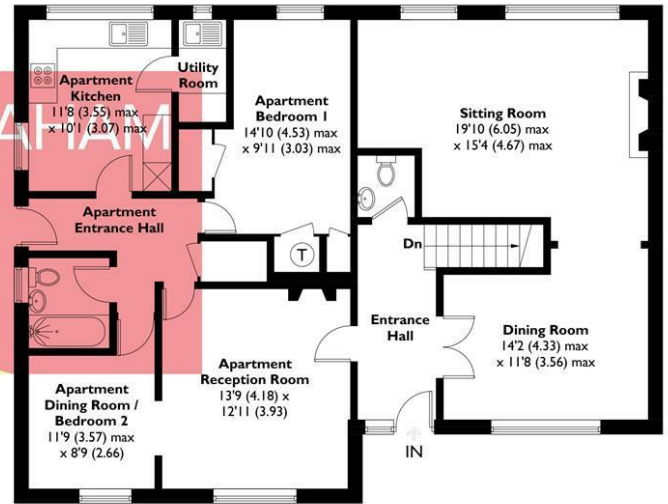 Apartment
Kitchen
11'8 (3.55) max
x 10'1 (3.07) max
Utility
Room
Apartment
Bedroom 1
14'10 (4.53) max
x 9'11 (3.03) max
Sitting Room
19'10 (6.05) max
x 15'4 (4.67) max
AHAM
Apartment
Entrance Hall
Dn
T
Entrance
Hall
Dining Room
14'2 (4.33) max
x 11'8 (3.56) max
Apartment
Reception Room
13'9 (4.18) x
12'11 (3.93)
Apartment
Dining Room /
Bedroom 2
11'9 (3.57) max
x 8'9 (2.66)
IN